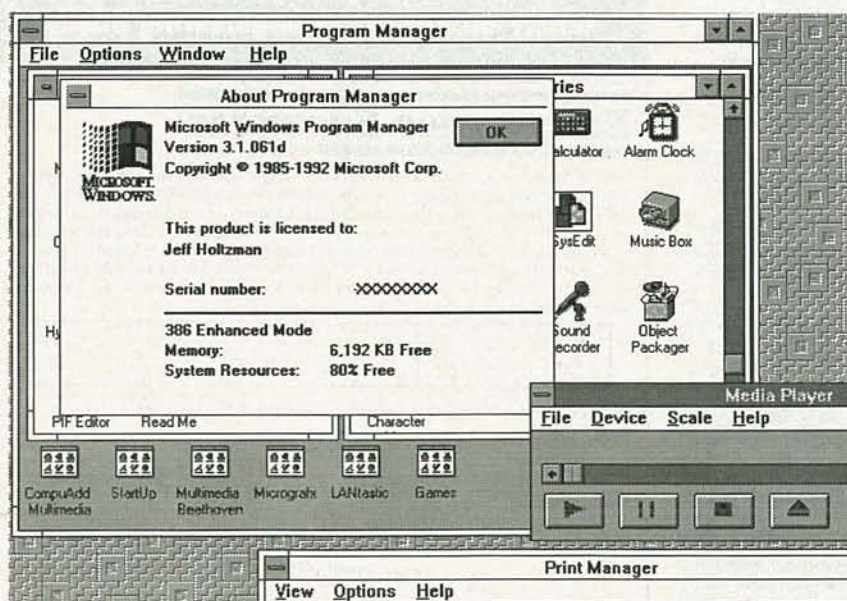 Program Manager
File Options Window Help
ries
About Program Manager
Microsoft Windows Program Manager
Version 3.1.061d
Copyright © 1985-1992 Microsoft Corp.
OK
MICROSOFT.
WINDOWS.
This product is licensed to:
Jeff Holtzman
Serial number: XXXXXXXXX
386 Enhanced Mode
Memory: 6,192 KB Free
System Resources: 80% Free
alculator Alarm Clock
SysEdit Music Box
Sound Object
ecorder Packager
Hy
PIF Editor Read Me Character
CompuAdd StartUp Multimedia Micrografx LANtastic Games
Multimedia Beethoven
Media Player
File Device Scale Help
Print Manager
View Options Help